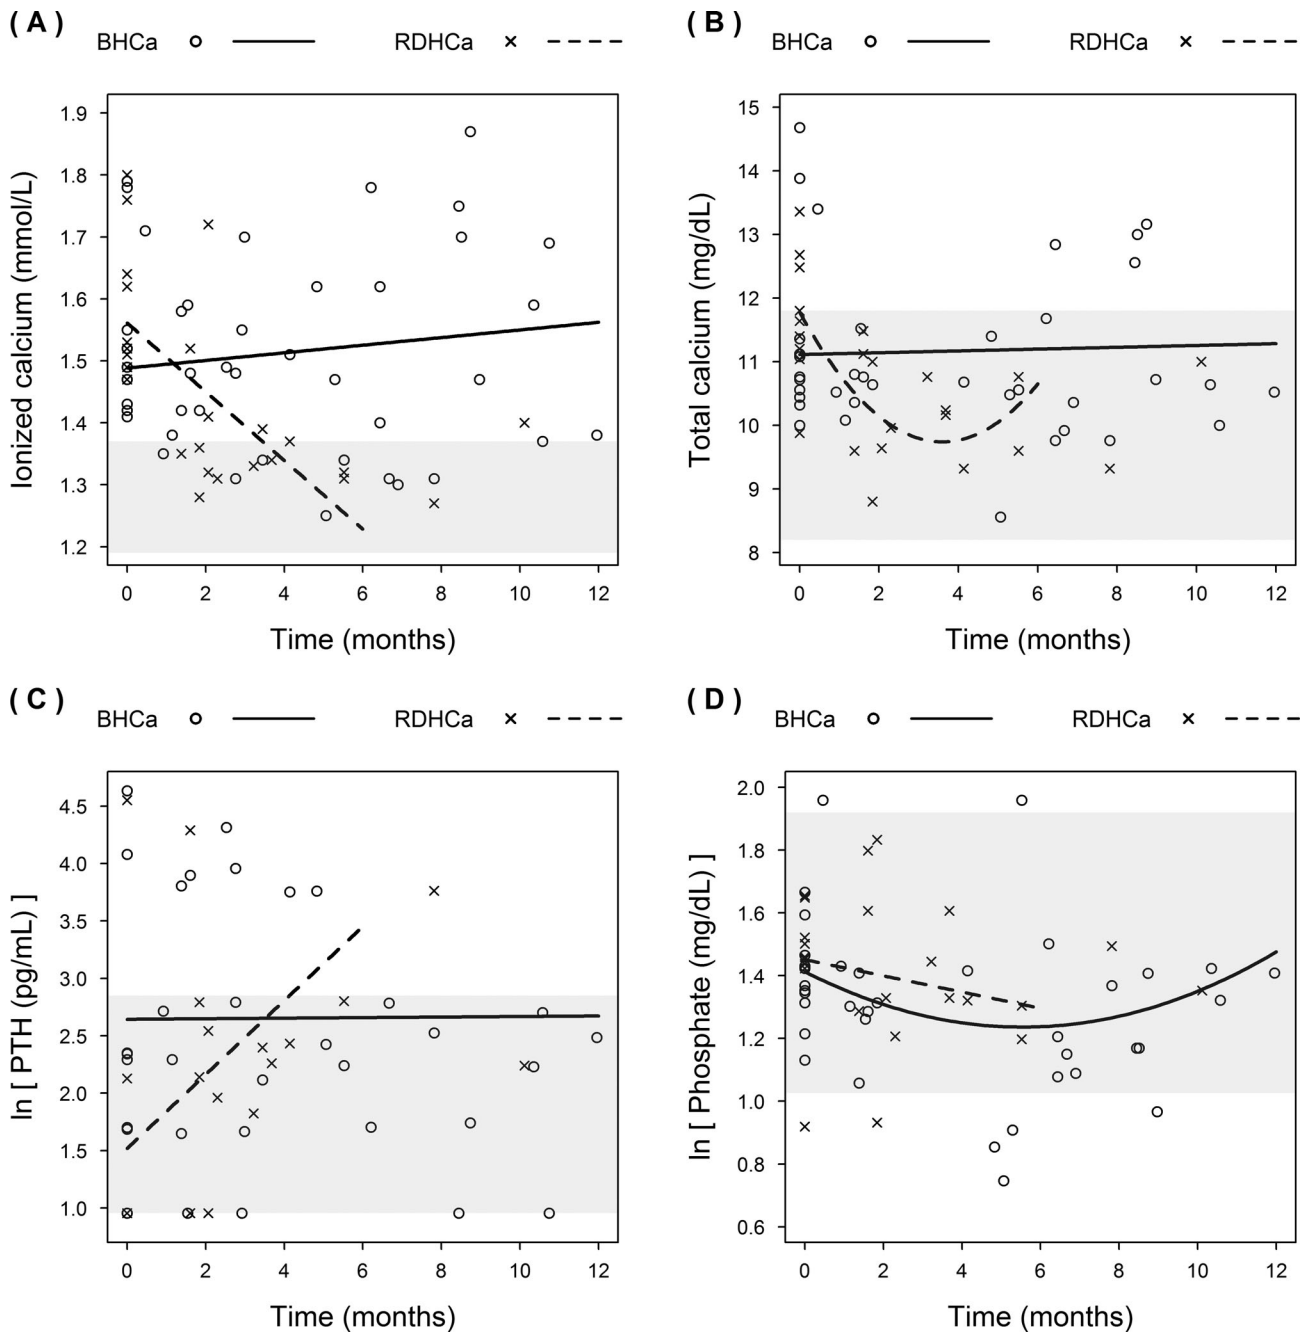 ( A )
BHCa RDHCa
Ionized calcium (mmol/L)
1.9
1.8
1.7
1.6
1.5
1.4
1.3
1.2
0 2 4 6 8 10 12
Time (months)
( B )
BHCa RDHCa
Total calcium (mg/dL)
15
14
13
12
11
10
9
8
0 2 4 6 8 10 12
Time (months)
( C )
BHCa RDHCa
ln [ PTH (pg/mL) ]
4.5
4.0
3.5
3.0
2.5
2.0
1.5
1.0
0 2 4 6 8 10 12
Time (months)
( D )
BHCa RDHCa
ln [ Phosphate (mg/dL) ]
2.0
1.8
1.6
1.4
1.2
1.0
0.8
0.6
0 2 4 6 8 10 12
Time (months)